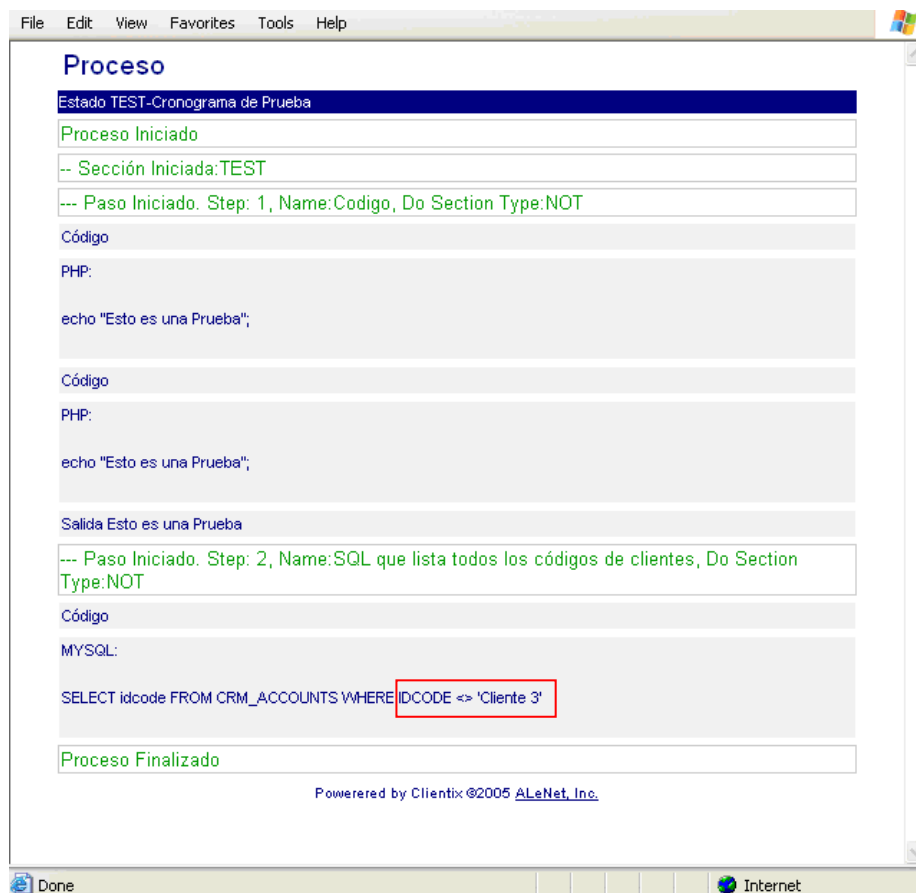 File Edit View Favorites Tools Help
Proceso
Estado TEST-Cronograma de Prueba
Proceso Iniciado
-- Sección Iniciada:TEST
--- Paso Iniciado. Step: 1, Name:Codigo, Do Section Type:NOT
Código
PHP:
echo "Esto es una Prueba";
Código
PHP:
echo "Esto es una Prueba";
Salida Esto es una Prueba
--- Paso Iniciado. Step: 2, Name:SQL que lista todos los códigos de clientes, Do Section
Type:NOT
Código
MYSQL:
SELECT idcode FROM CRM_ACCOUNTS WHERE IDCODE <> 'Cliente 3'
Proceso Finalizado
Powerered by Clientix ©2005 ALeNet, Inc.
Done Internet